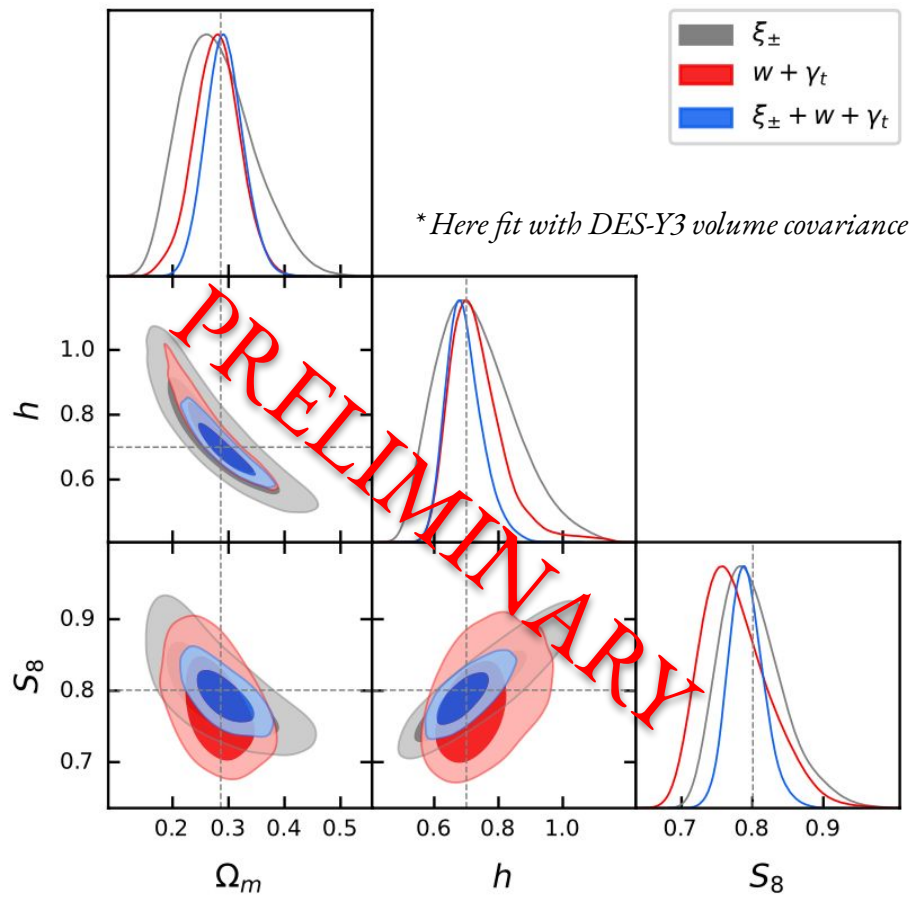 ξ±
w + γt
ξ± + w + γt
* Here fit with DES-Y3 volume covariance
PRELIMINARY
h
1.0
0.8
0.6
S8
0.9
0.8
0.7
0.2 0.3 0.4 0.5
0.6 0.8 1.0
0.7 0.8 0.9
Ωm
h
S8